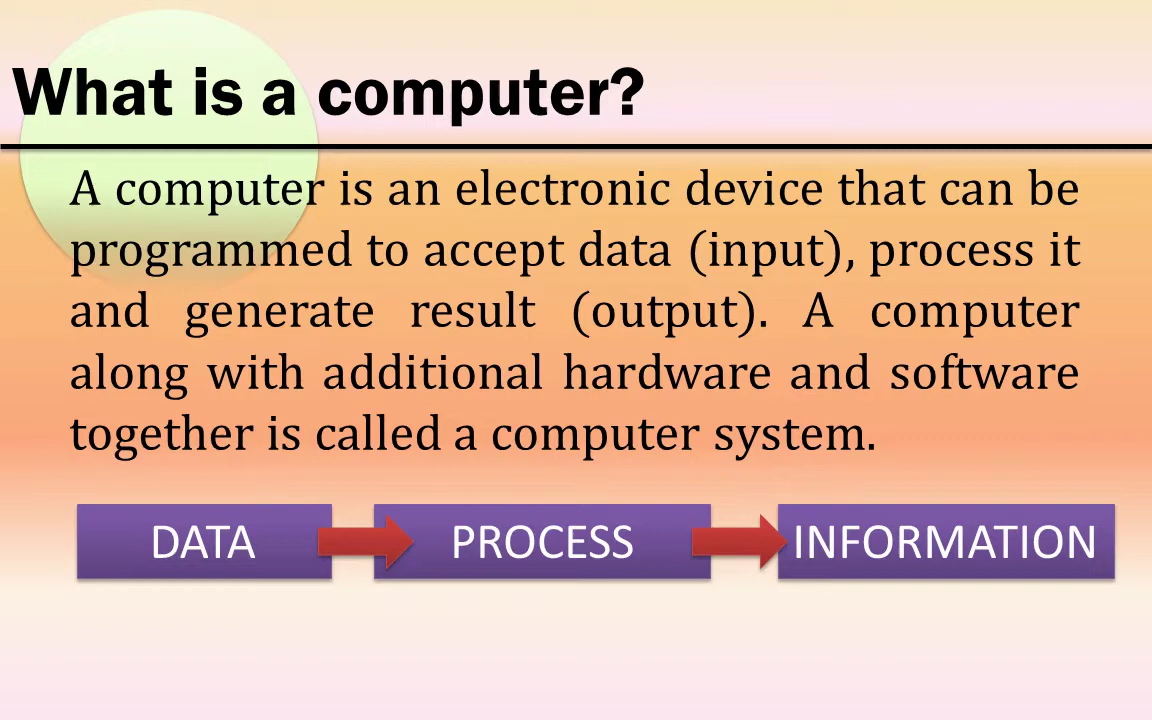 What is a computer?
A computer is an electronic device that can be
programmed to accept data (input), process it
and generate result (output). A computer
along with additional hardware and software
together is called a computer system.
DATA PROCESS INFORMATION